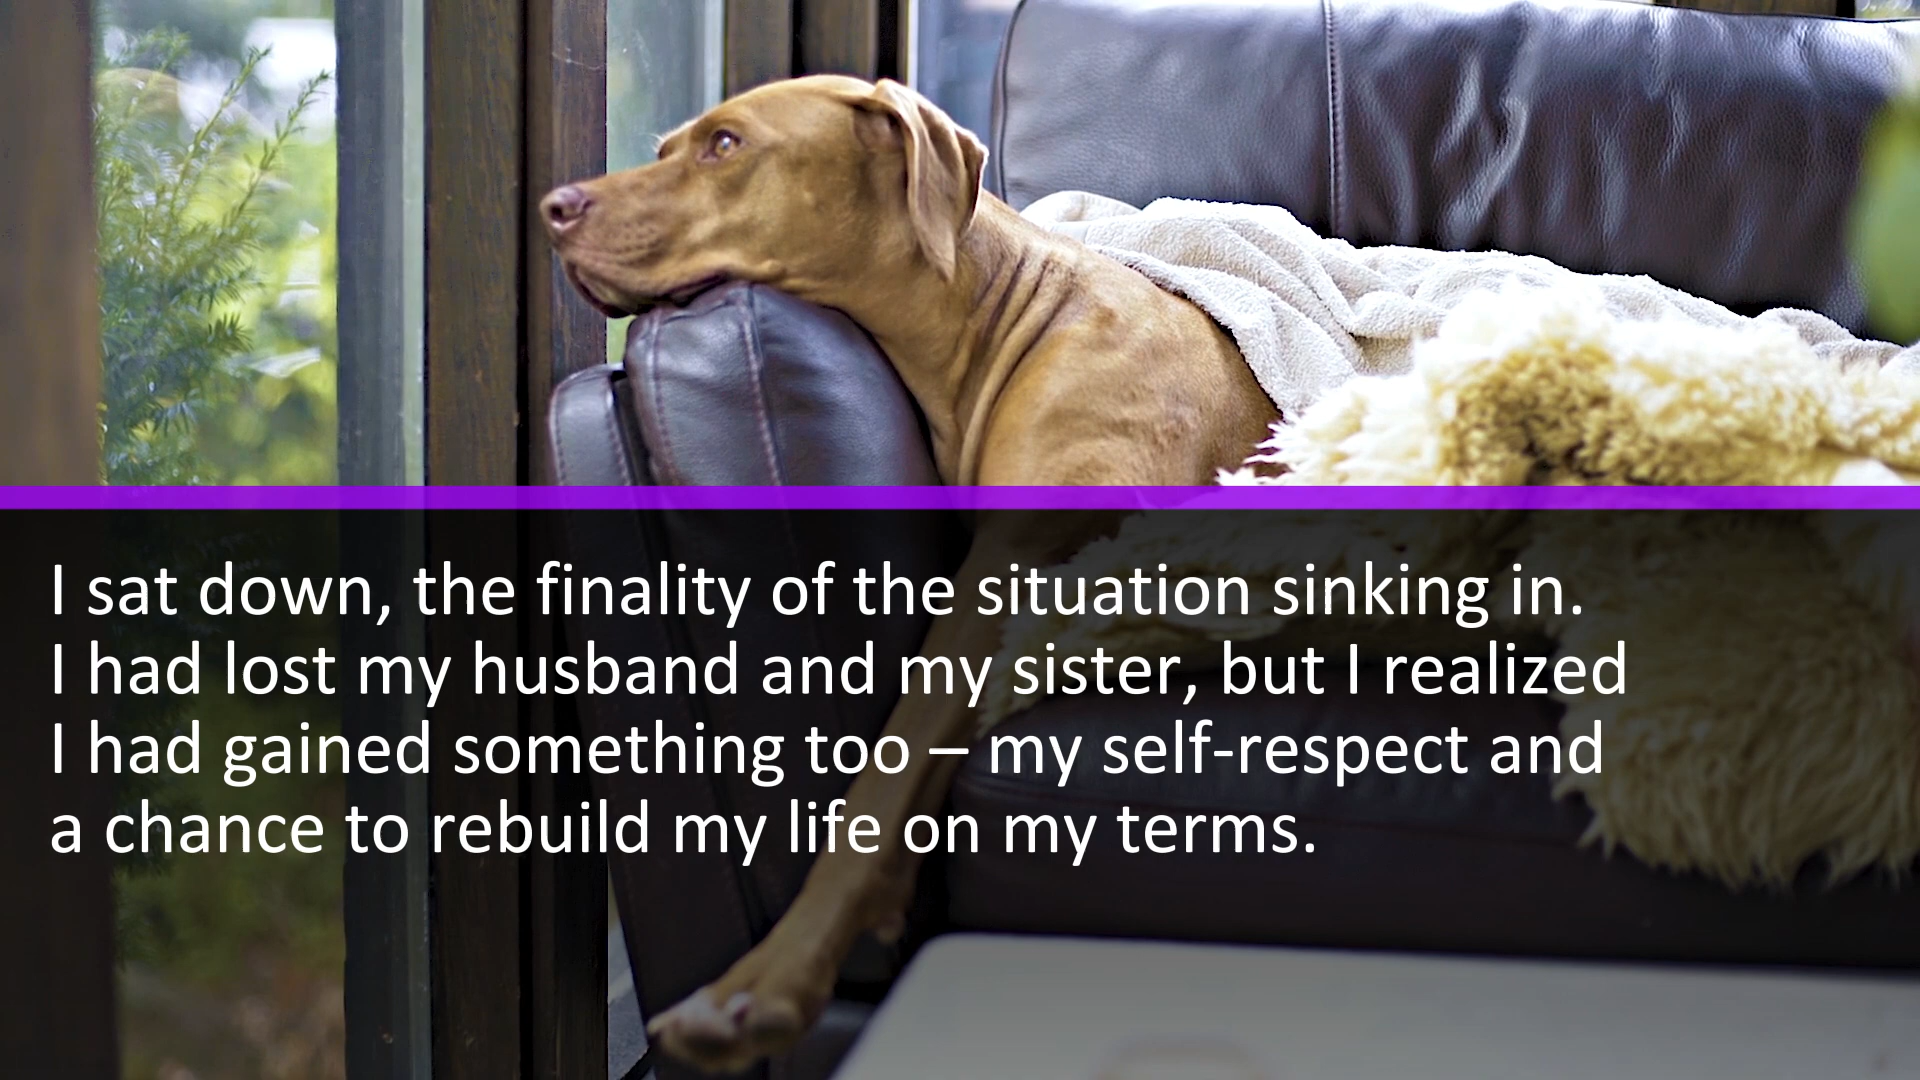 I sat down, the finality of the situation sinking in.
I had lost my husband and my sister, but I realized
I had gained something too – my self-respect and
a chance to rebuild my life on my terms.